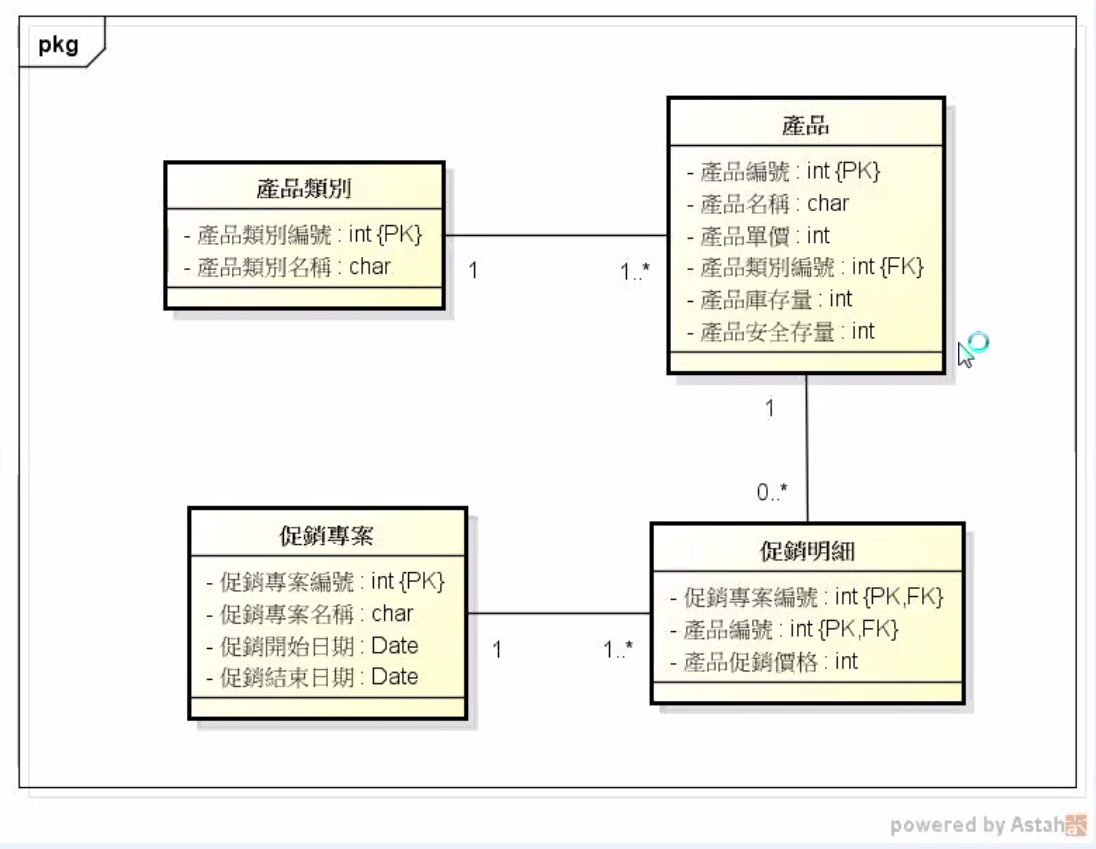 pkg
產品類別
- 產品類別編號 : int {PK}
- 產品類別名稱 : char
1
1..*
產品
- 產品編號 : int {PK}
- 產品名稱 : char
- 產品單價 : int
- 產品類別編號 : int {FK}
- 產品庫存量 : int
- 產品安全存量 : int
1
0..*
促銷專案
- 促銷專案編號 : int {PK}
- 促銷專案名稱 : char
- 促銷開始日期 : Date
- 促銷結束日期 : Date
1
1..*
促銷明細
- 促銷專案編號 : int {PK,FK}
- 產品編號 : int {PK,FK}
- 產品促銷價格 : int
powered by Astah